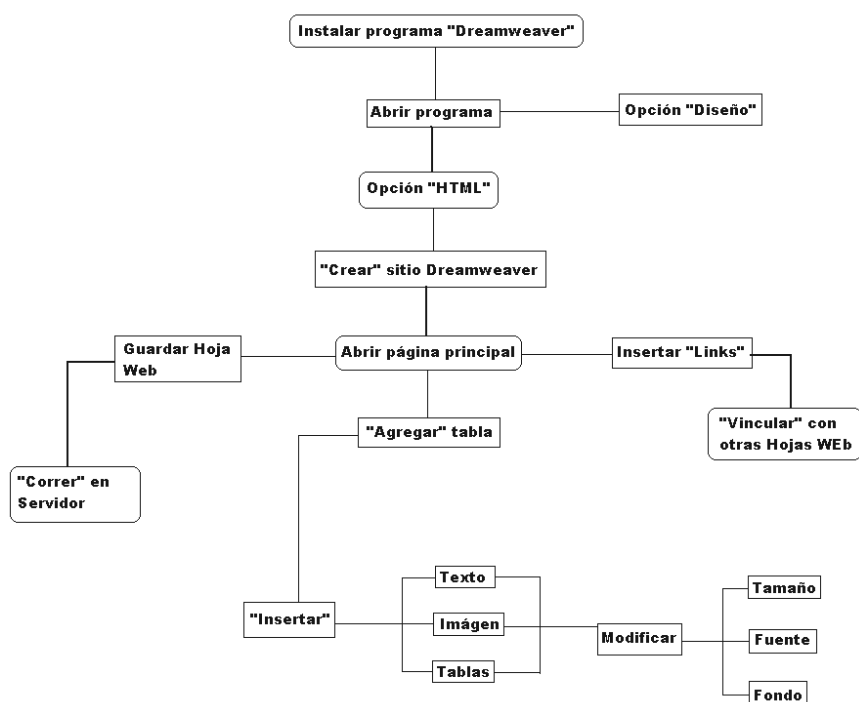 Instalar programa "Dreamweaver"
Abrir programa
Opción "Diseño"
Opción "HTML"
"Crear" sitio Dreamweaver
Guardar Hoja
Web
Abrir página principal
Insertar "Links"
"Agregar" tabla
"Vincular" con
otras Hojas WEb
"Correr" en
Servidor
"Insertar"
Texto
Imágen
Tablas
Modificar
Tamaño
Fuente
Fondo